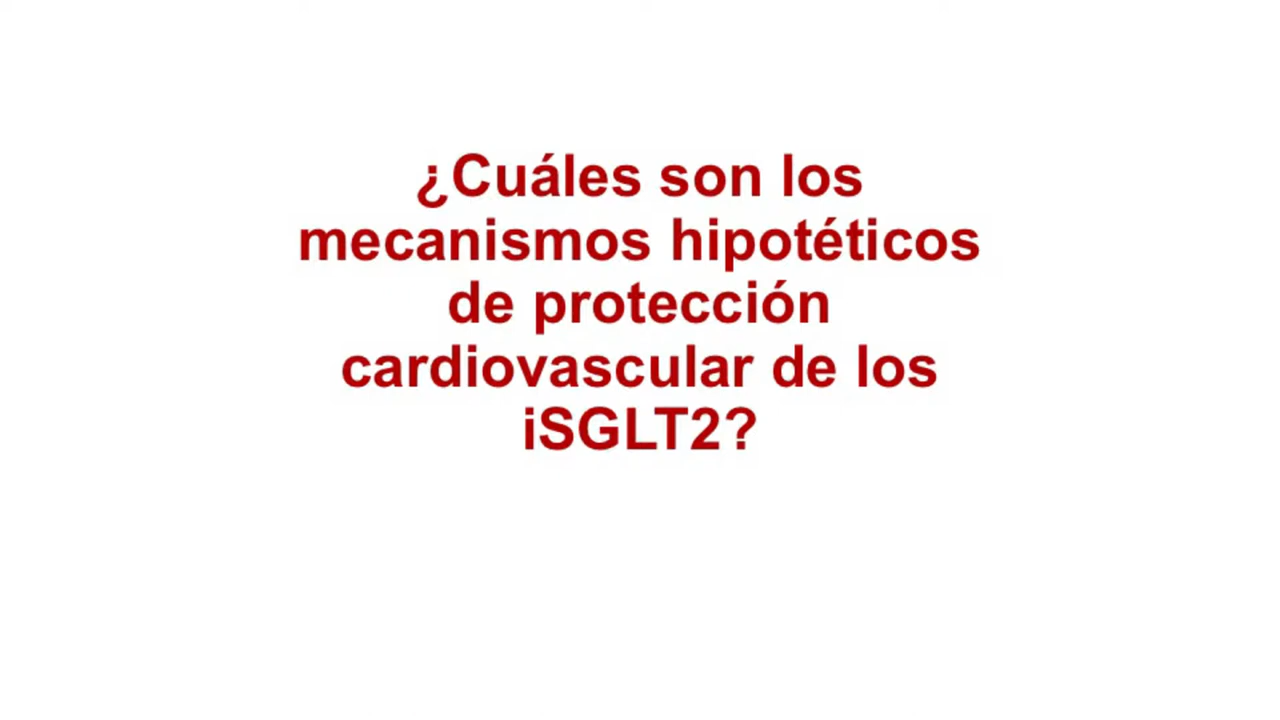 ¿Cuáles son los
mecanismos hipotéticos
de protección
cardiovascular de los
iSGLT2?